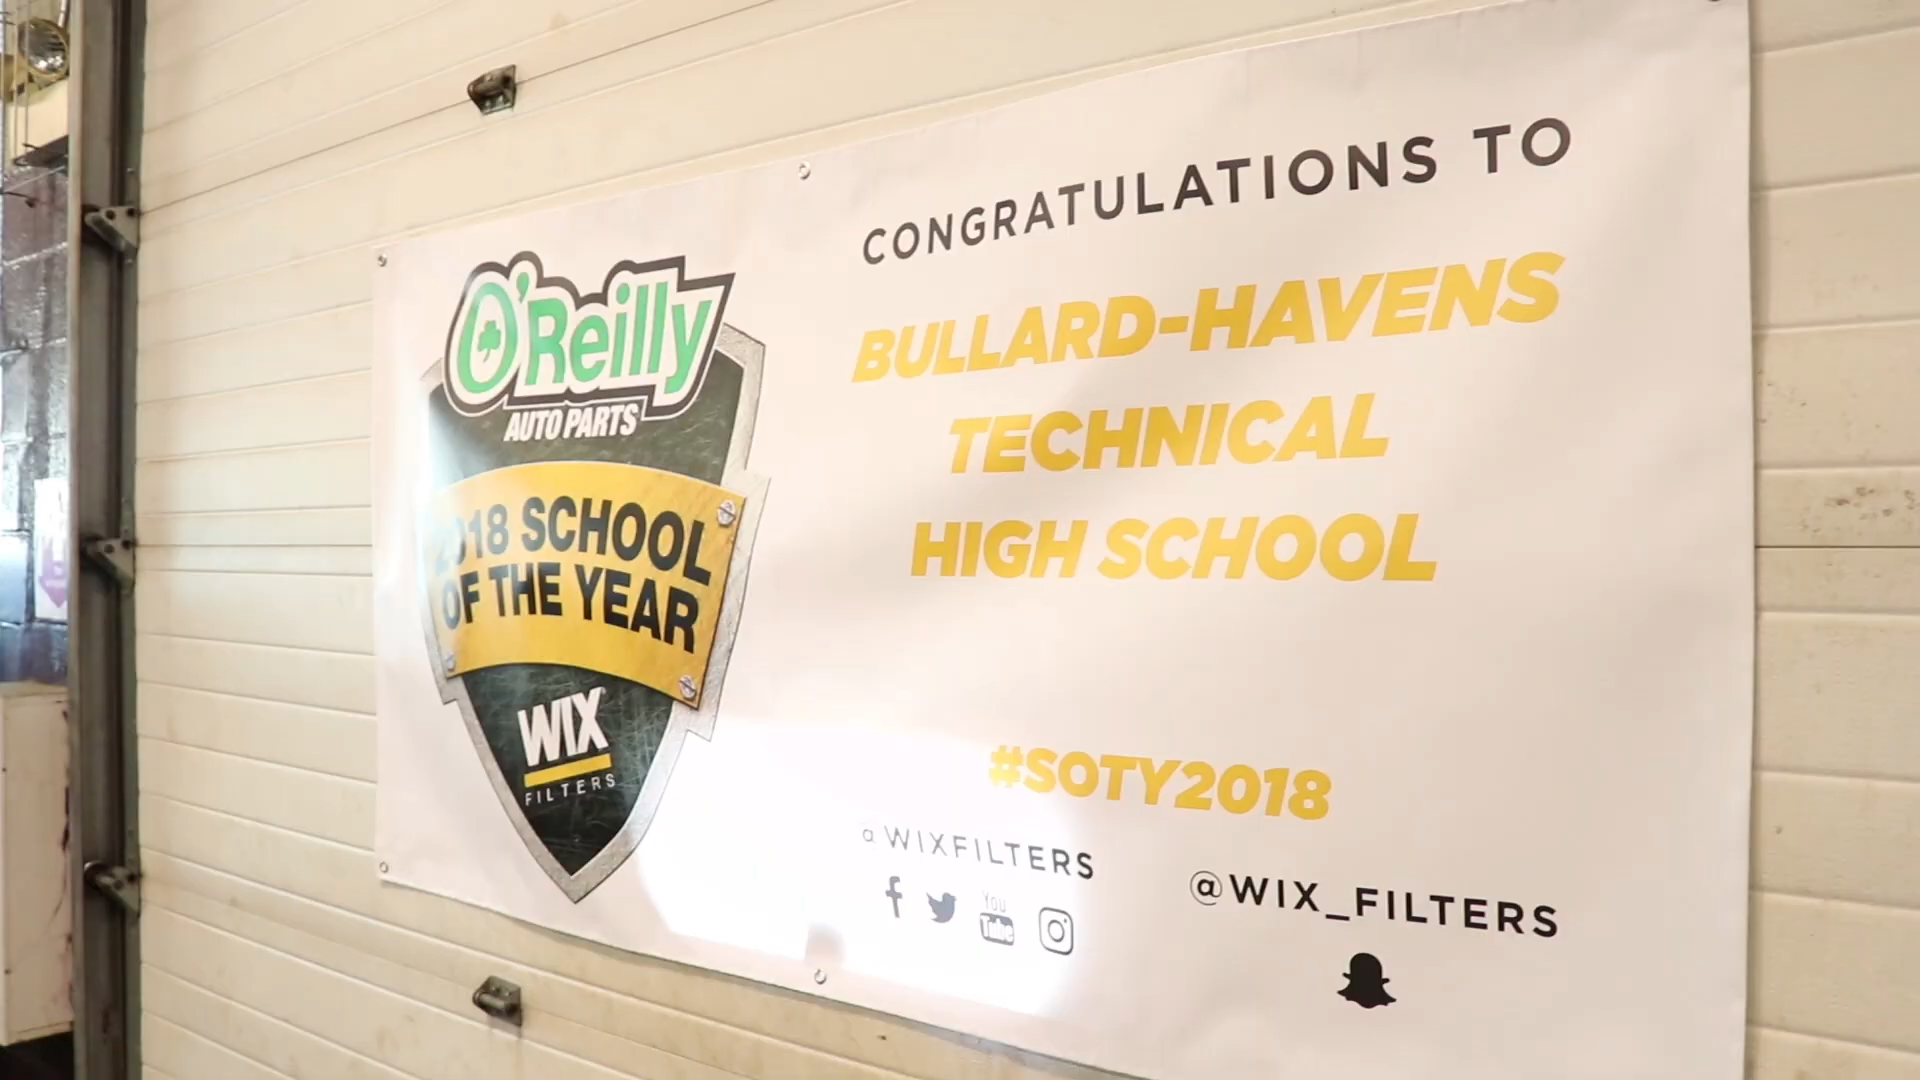 O'Reilly
AUTO PARTS
2018 SCHOOL
OF THE YEAR
WIX
FILTERS
CONGRATULATIONS TO
BULLARD-HAVENS
TECHNICAL
HIGH SCHOOL
#SOTY2018
@WIXFILTERS
You Tube
@WIX_FILTERS